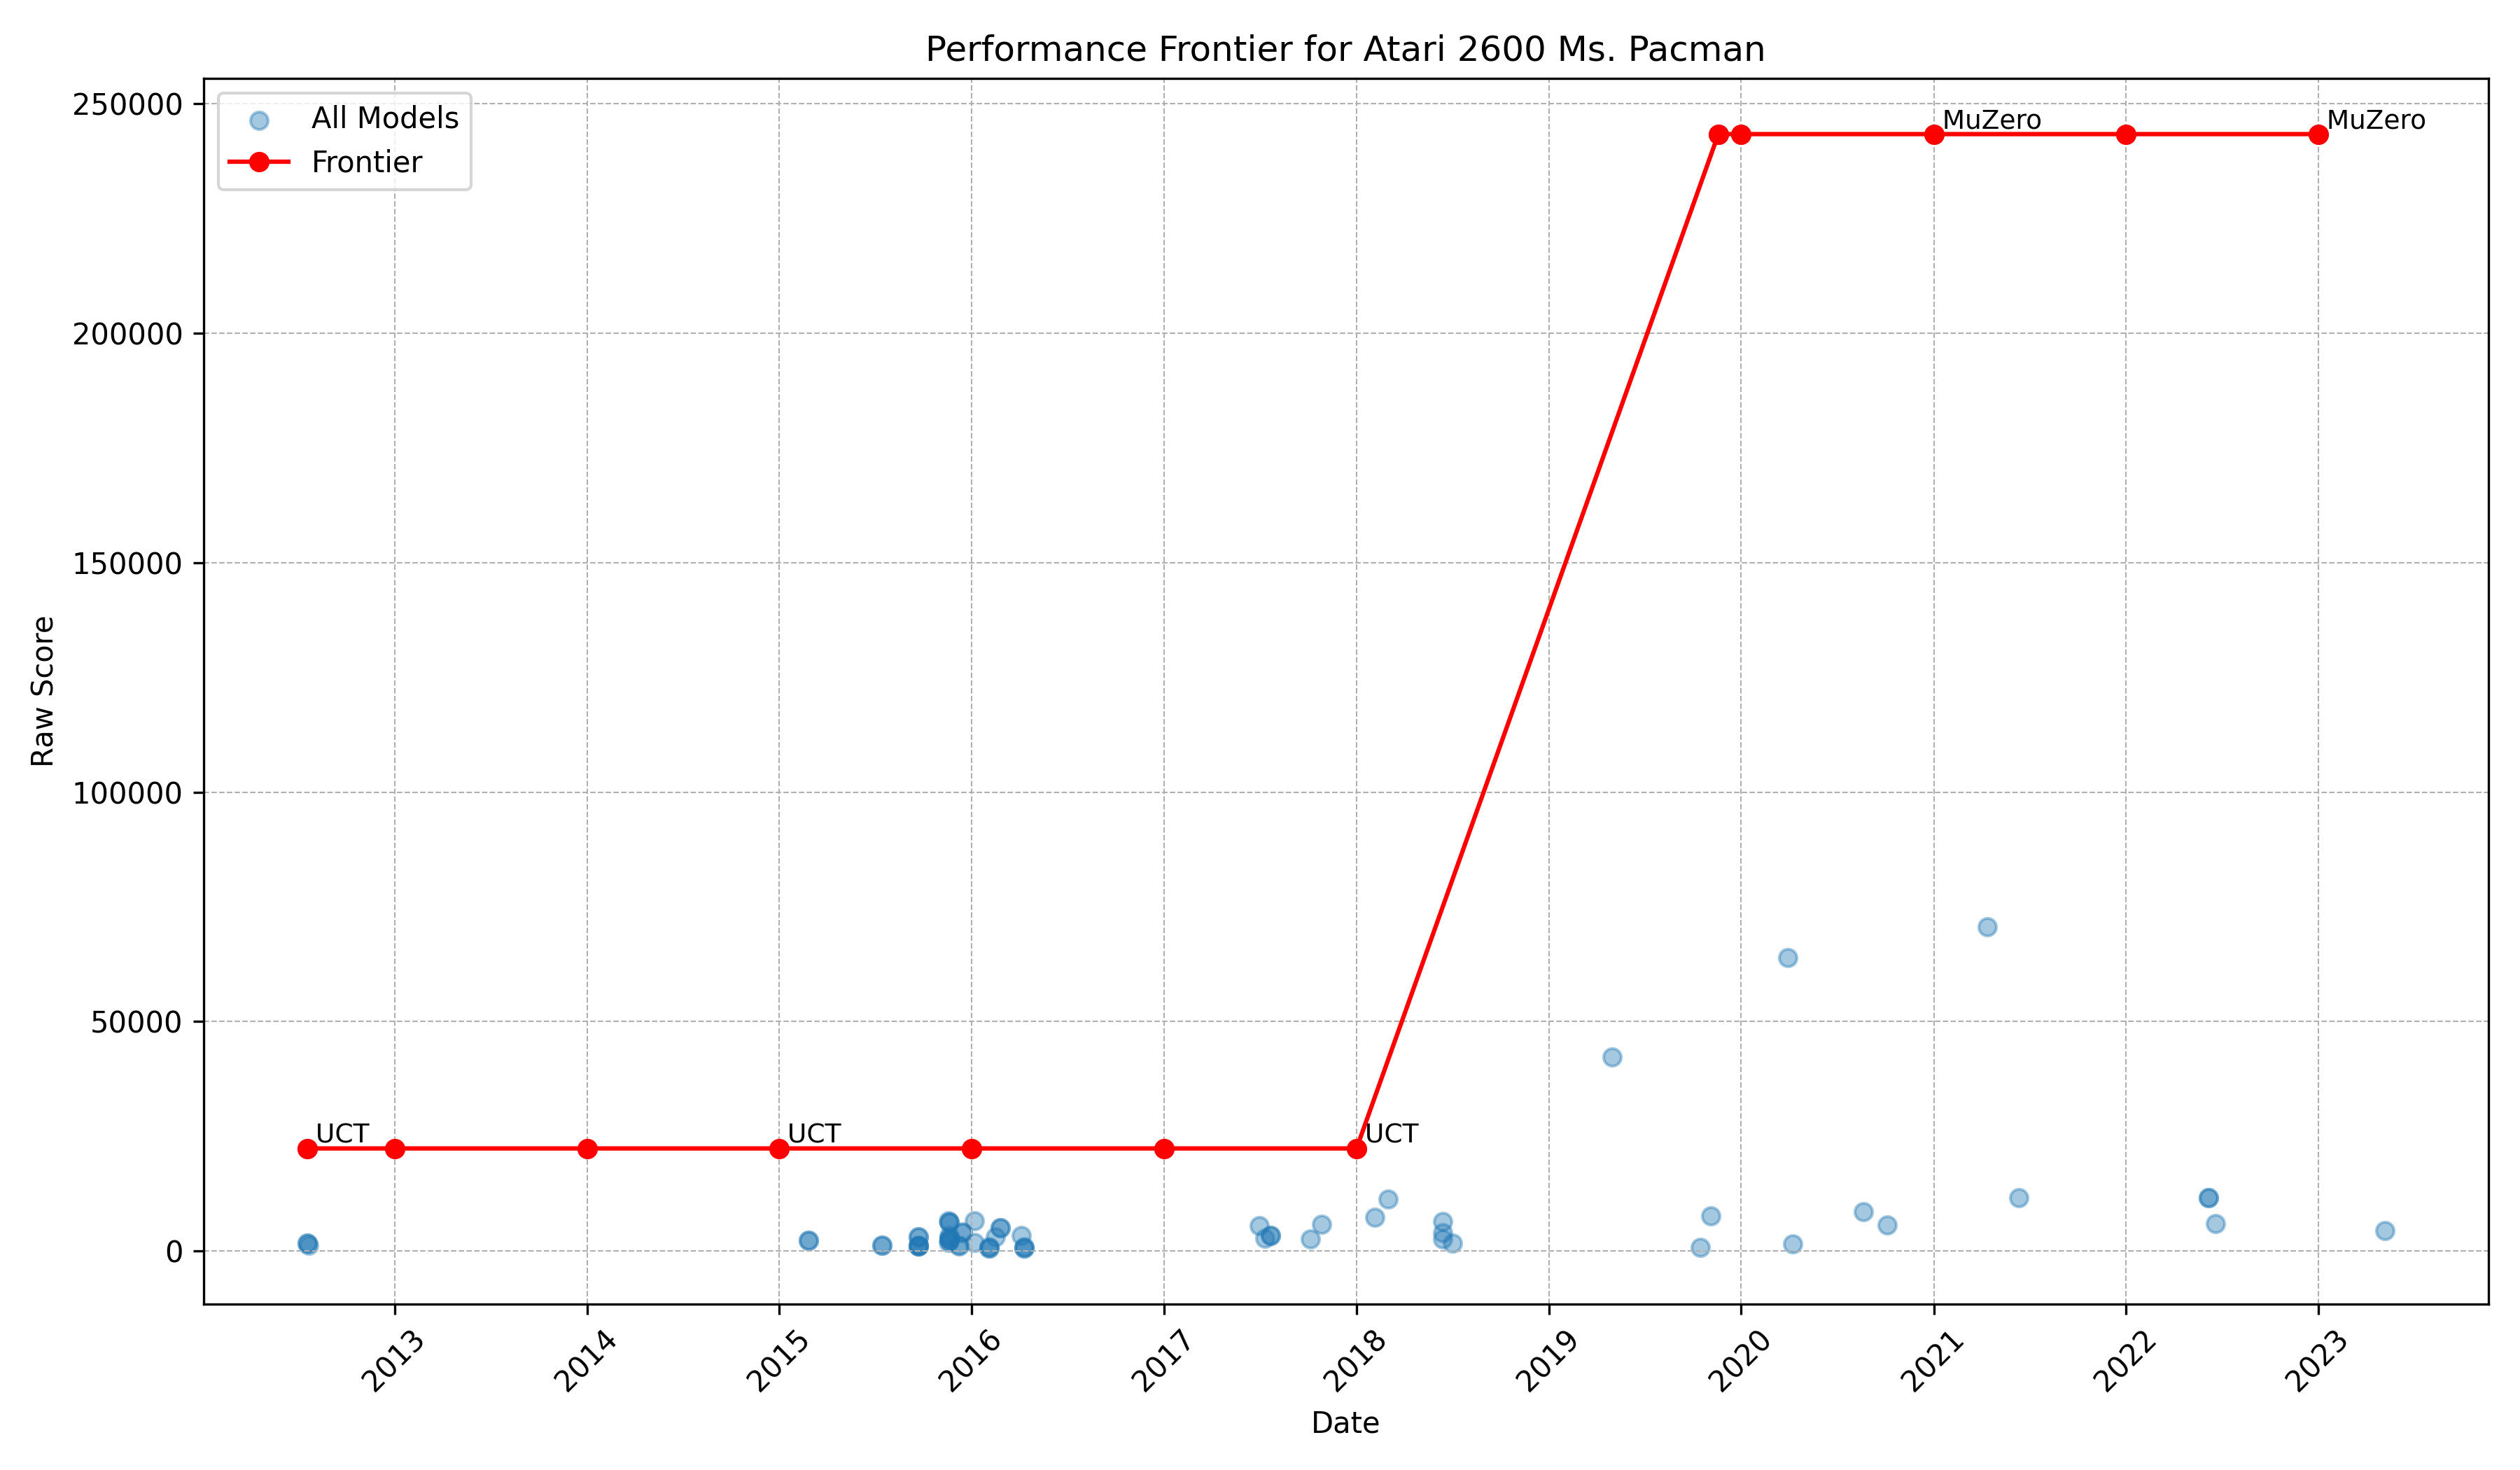 Performance Frontier for Atari 2600 Ms. Pacman
All Models
Frontier
250000
200000
150000
100000
50000
0
Raw Score
MuZero
MuZero
UCT
UCT
UCT
2013
2014
2015
2016
2017
2018
2019
2020
2021
2022
2023
Date